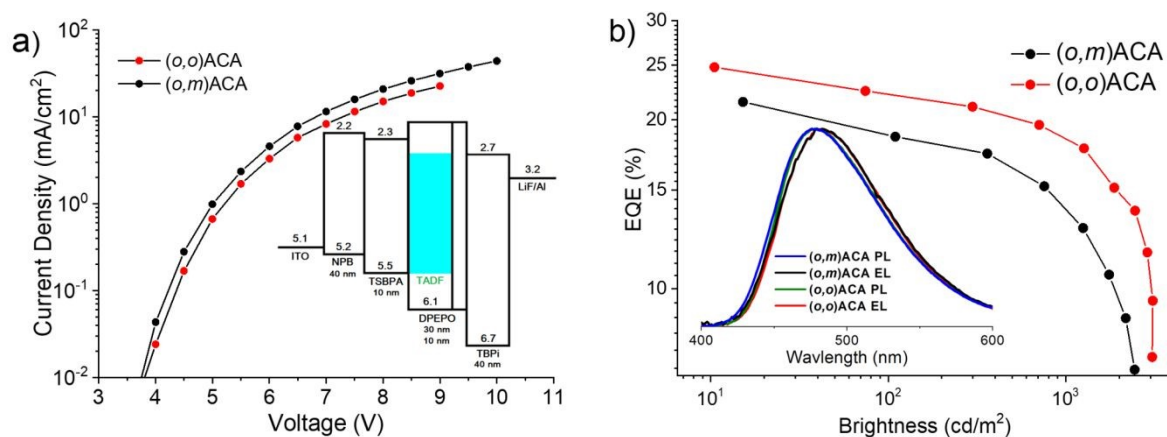 a)
(o,o)ACA
(o,m)ACA
Current Density (mA/cm²)
10²
10¹
10⁰
10⁻¹
10⁻²
3 4 5 6 7 8 9 10 11
Voltage (V)
2.2
2.3
2.7
3.2
LiF/Al
5.1
ITO
5.2
NPB
40 nm
5.5
TSBPA
10 nm
TADF
6.1
DPEPO
30 nm
10 nm
6.7
TBPi
40 nm
b)
(o,m)ACA
(o,o)ACA
EQE (%)
30
25
20
15
10
(o,m)ACA PL
(o,m)ACA EL
(o,o)ACA PL
(o,o)ACA EL
400 500 600
Wavlength (nm)
10¹ 10² 10³
Brightness (cd/m²)